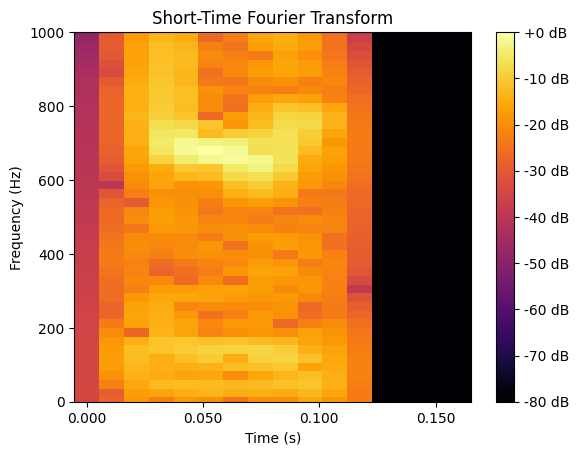 Short-Time Fourier Transform
1000
800
600
400
200
0
Frequency (Hz)
0.000
0.050
0.100
0.150
Time (s)
+0 dB
-10 dB
-20 dB
-30 dB
-40 dB
-50 dB
-60 dB
-70 dB
-80 dB